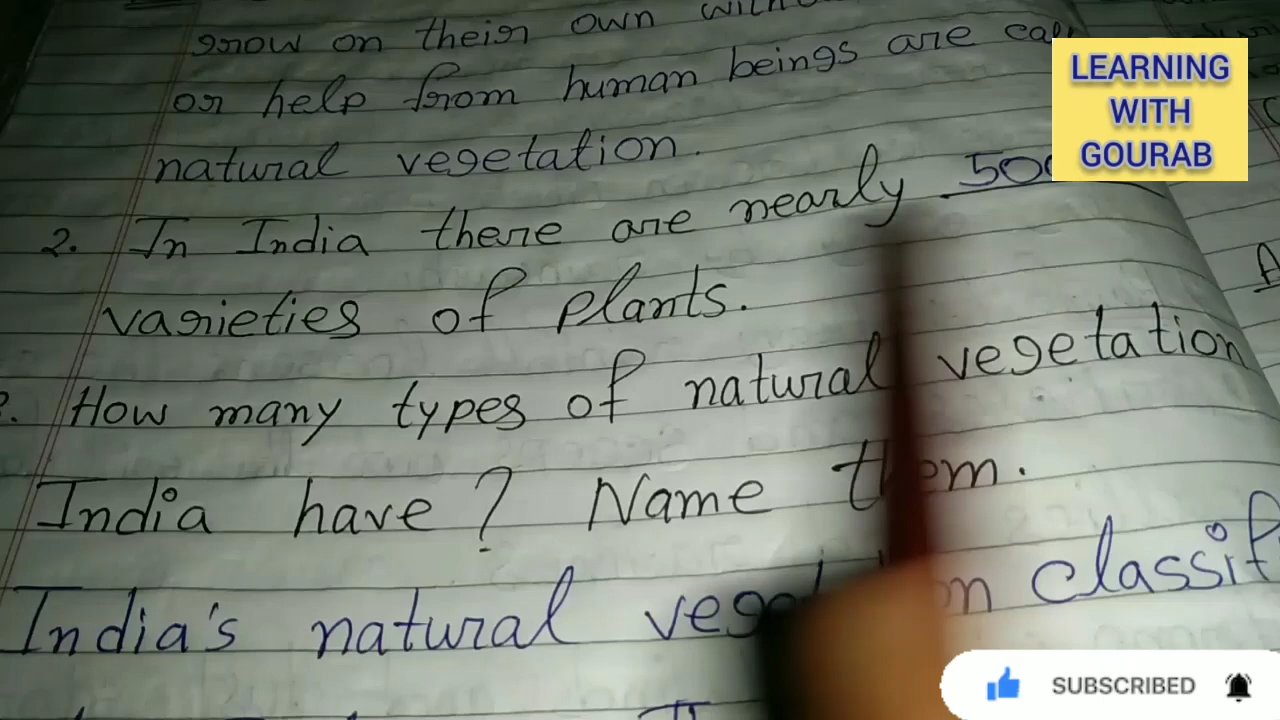 grow on their own
or help from human beings are
natural vegetation.
2. In India there are nearly
varieties of plants.
How many types of natural vegetation
India have? Name them.
India's natural
LEARNING
WITH
GOURAB
SUBSCRIBED